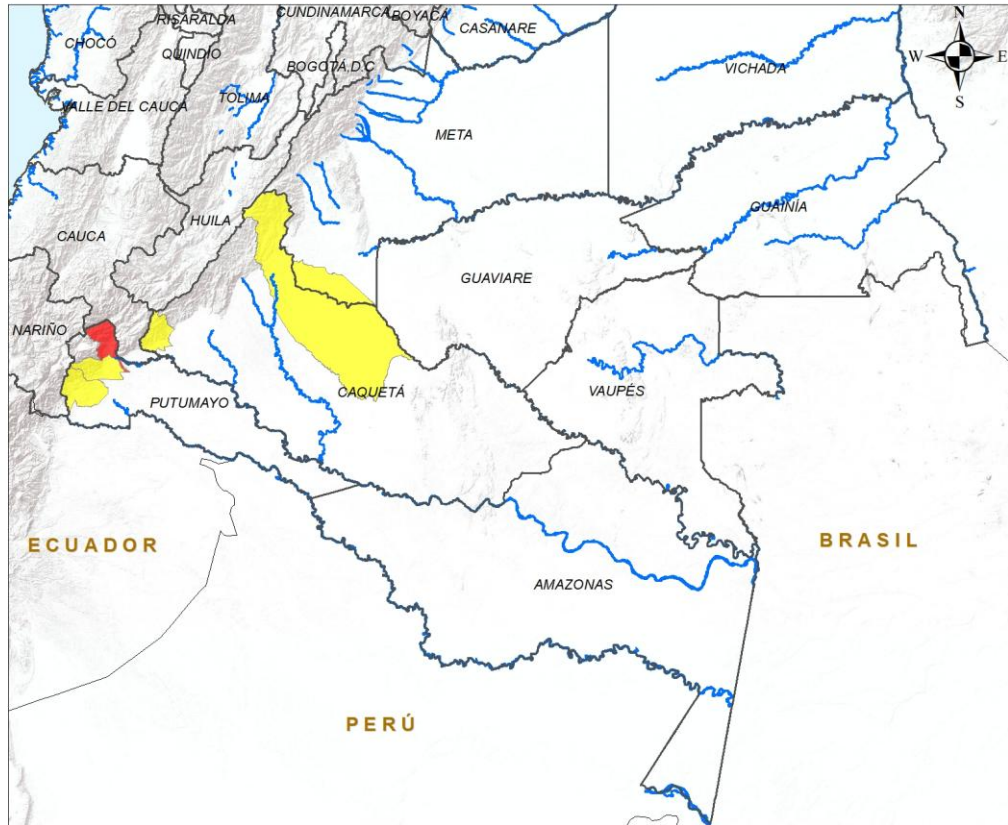 RISARALDA
CUNDINAMARCA
BOYACÁ
CASANARE
N
CHOCÓ
QUINDIO
BOGOTÁ D.C
VICHADA
W
E
S
VALLE DEL CAUCA
TOLIMA
META
HUILA
GUAINÍA
CAUCA
GUAVIARE
NARIÑO
CAQUETÁ
VAUPÉS
PUTUMAYO
ECUADOR
BRASIL
AMAZONAS
PERÚ